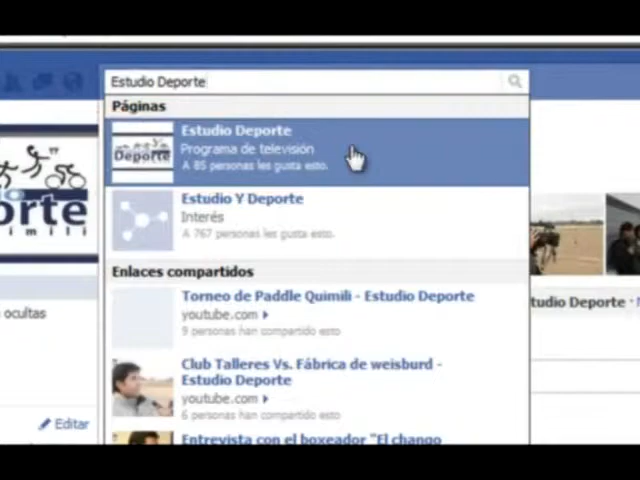 Estudio Deporte
Páginas
Estudio Deporte
Programa de televisión
A 85 personas les gusta esto.
Deporte
Estudio Y Deporte
Interés
A 767 personas les gusta esto.
Enlaces compartidos
Torneo de Paddle Quimili - Estudio Deporte
youtube.com
9 personas han compartido esto
Club Talleres Vs. Fábrica de weisburd -
Estudio Deporte
youtube.com
6 personas han compartido esto
Entrevista con el boxeador "El chango
orte
imili
ocultas
Editar
tudio Deporte ·